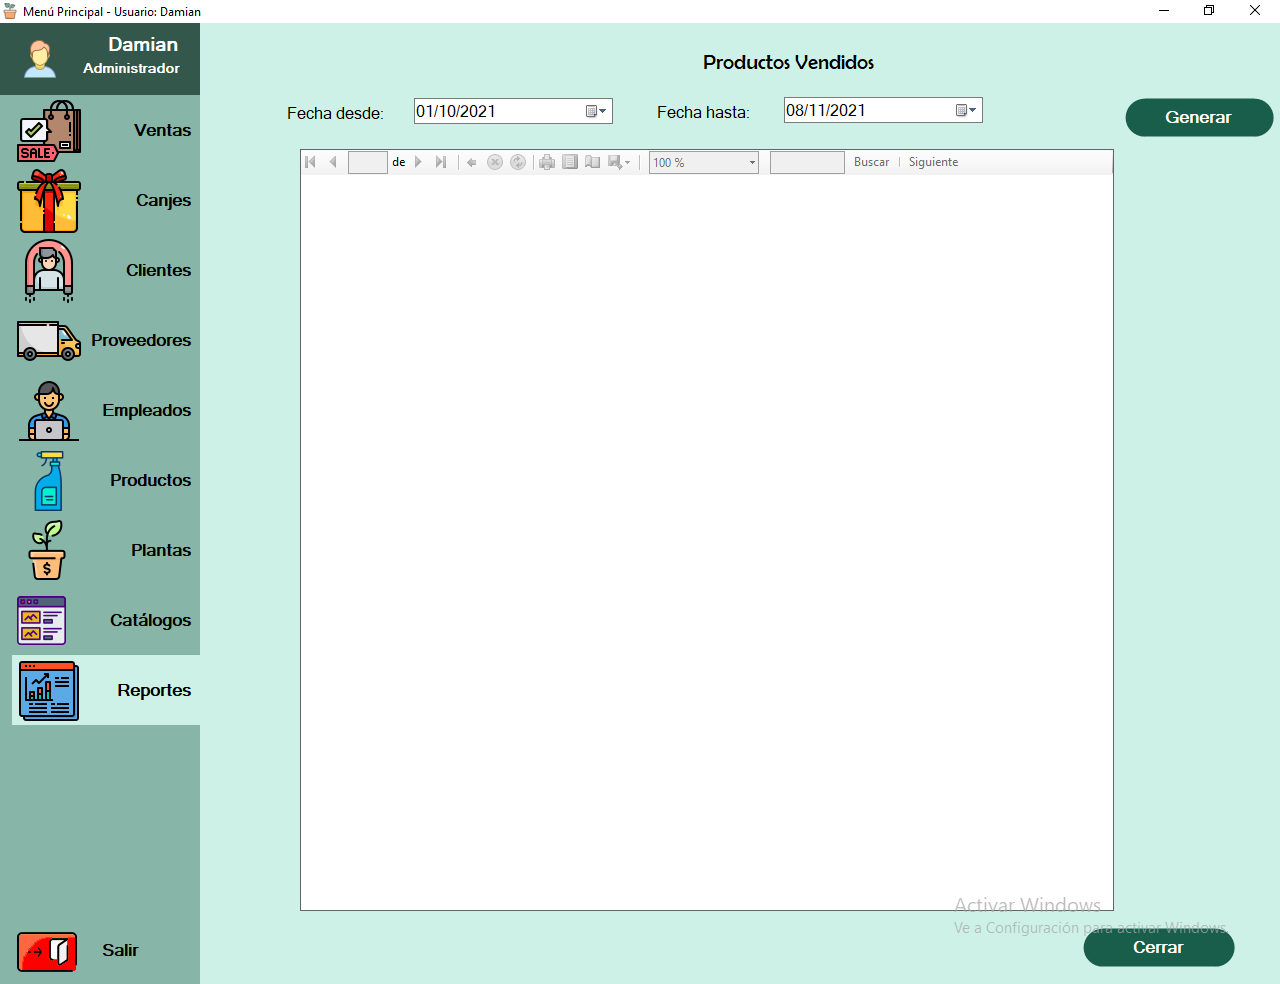 Menú Principal - Usuario: Damian
Damian
Administrador
Ventas
SALE
Canjes
Clientes
Proveedores
Empleados
Productos
Plantas
$
Catálogos
Reportes
Salir
Productos Vendidos
Fecha desde:
01/10/2021
Fecha hasta:
08/11/2021
Generar
de
100 %
Buscar
Siguiente
Activar Windows
Ve a Configuración para activar Windows.
Cerrar